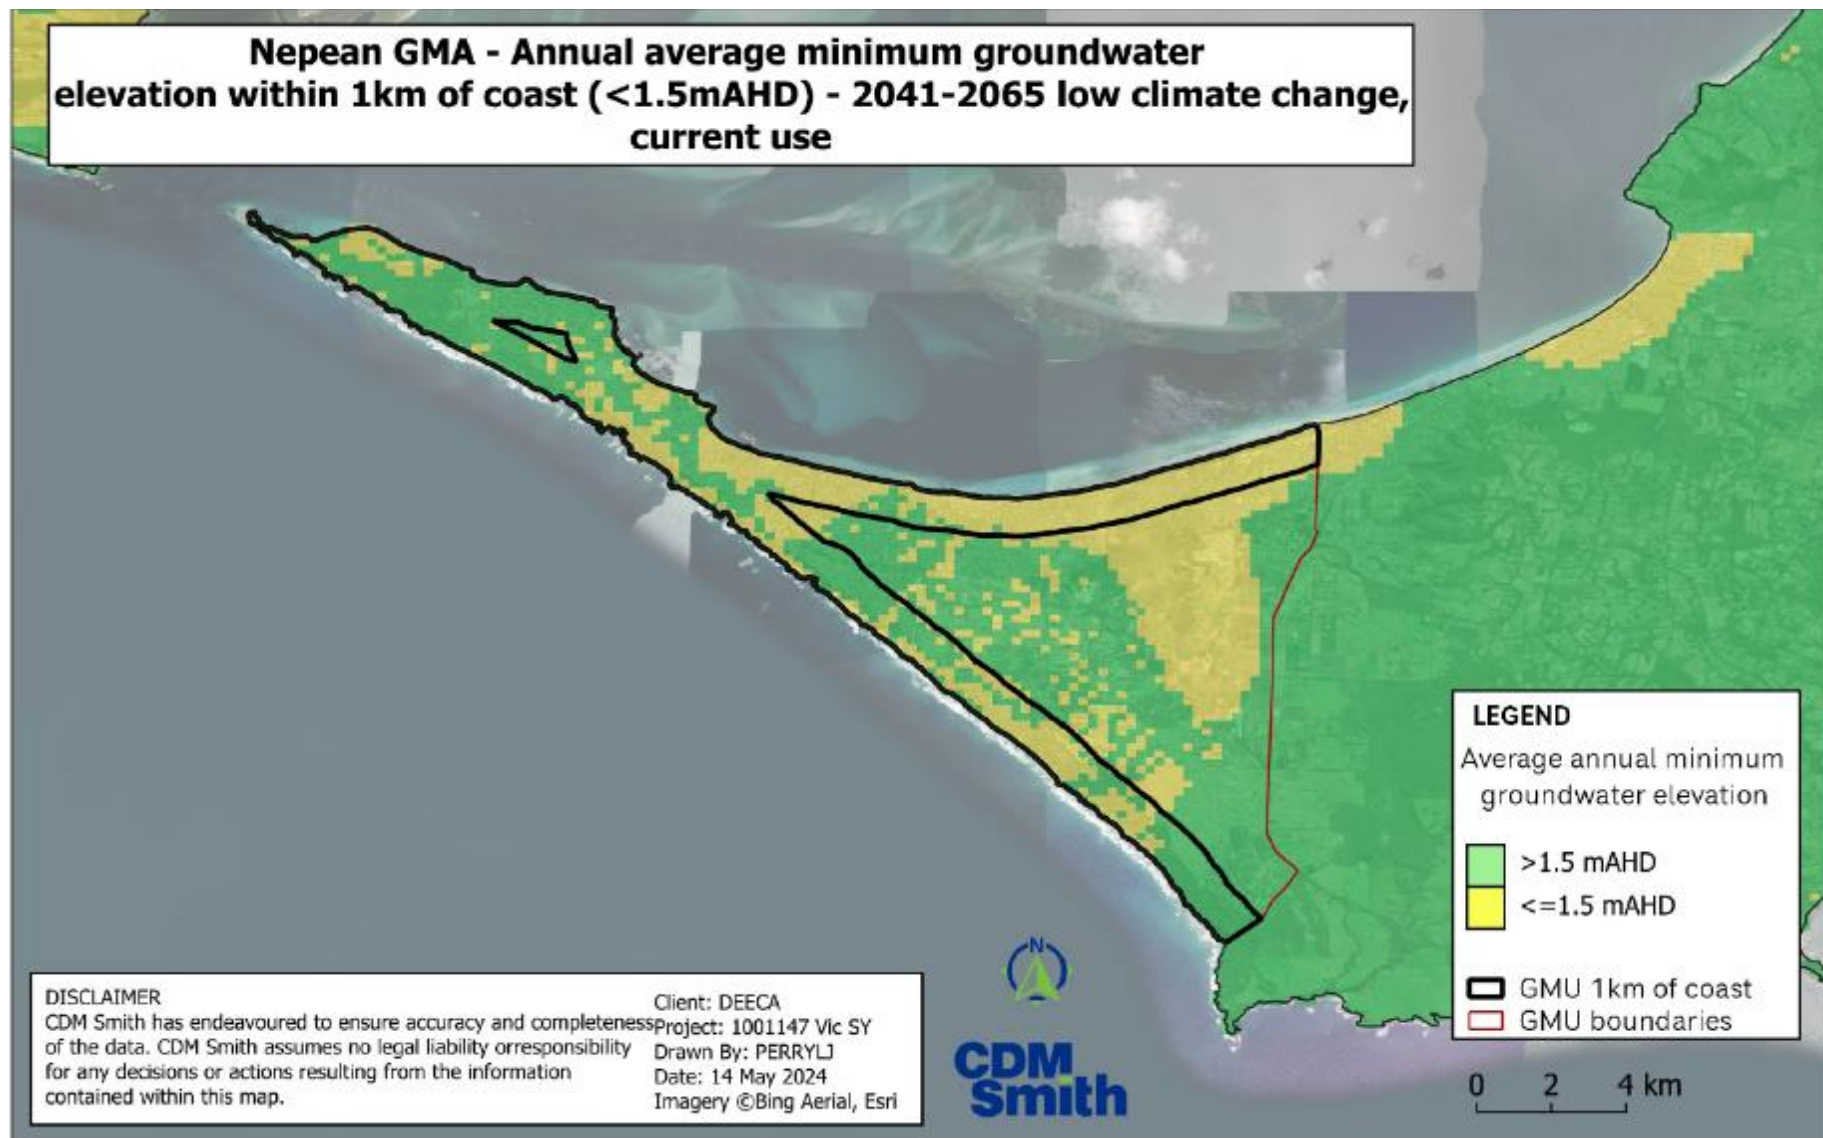 Nepean GMA - Annual average minimum groundwater
elevation within 1km of coast (<1.5mAHD) - 2041-2065 low climate change,
current use
LEGEND
Average annual minimum
groundwater elevation
>1.5 mAHD
<=1.5 mAHD
GMU 1km of coast
GMU boundaries
0 2 4 km
N
CDM
Smith
DISCLAIMER
CDM Smith has endeavoured to ensure accuracy and completeness
of the data. CDM Smith assumes no legal liability orresponsibility
for any decisions or actions resulting from the information
contained within this map.
Client: DEECA
Project: 1001147 Vic SY
Drawn By: PERRYLJ
Date: 14 May 2024
Imagery ©Bing Aerial, Esri